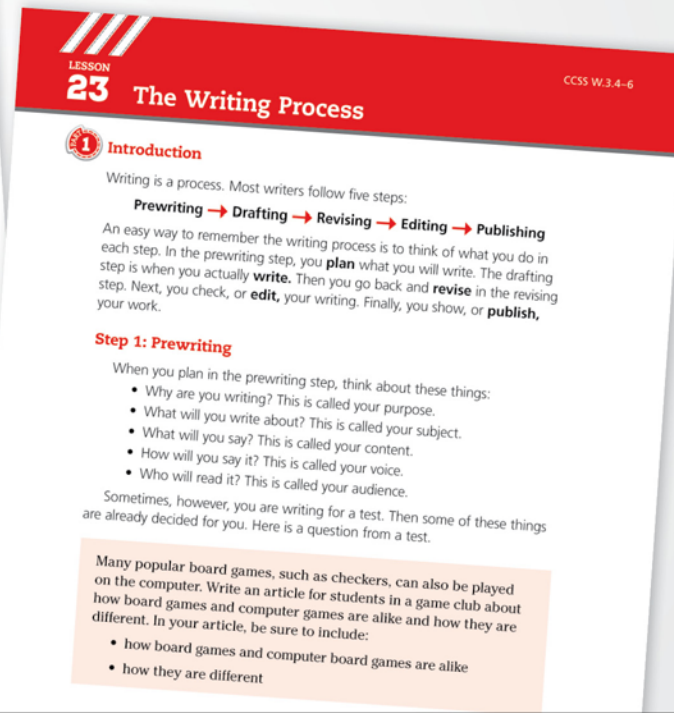 LESSON
23 The Writing Process
CCSS W.3.4–6
PART 1 Introduction
Writing is a process. Most writers follow five steps:
Prewriting → Drafting → Revising → Editing → Publishing
An easy way to remember the writing process is to think of what you do in
each step. In the prewriting step, you plan what you will write. The drafting
step is when you actually write. Then you go back and revise in the revising
step. Next, you check, or edit, your writing. Finally, you show, or publish,
your work.
Step 1: Prewriting
When you plan in the prewriting step, think about these things:
• Why are you writing? This is called your purpose.
• What will you write about? This is called your subject.
• What will you say? This is called your content.
• How will you say it? This is called your voice.
• Who will read it? This is called your audience.
Sometimes, however, you are writing for a test. Then some of these things
are already decided for you. Here is a question from a test.
Many popular board games, such as checkers, can also be played
on the computer. Write an article for students in a game club about
how board games and computer games are alike and how they are
different. In your article, be sure to include:
• how board games and computer board games are alike
• how they are different